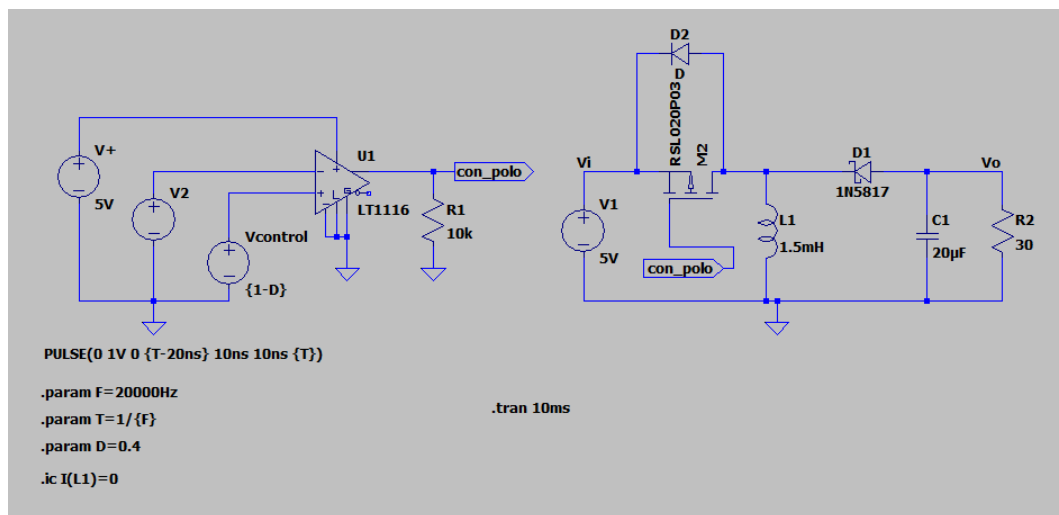 V+
5V
V2
Vcontrol
{1-D}
U1
LT1116
L
G
con_polo
R1
10k
D2
D
RSL020P03
M2
Vi
V1
5V
con_polo
L1
1.5mH
D1
1N5817
Vo
C1
20µF
R2
30
PULSE(0 1V 0 {T-20ns} 10ns 10ns {T})
.param F=20000Hz
.param T=1/{F}
.param D=0.4
.ic I(L1)=0
.tran 10ms